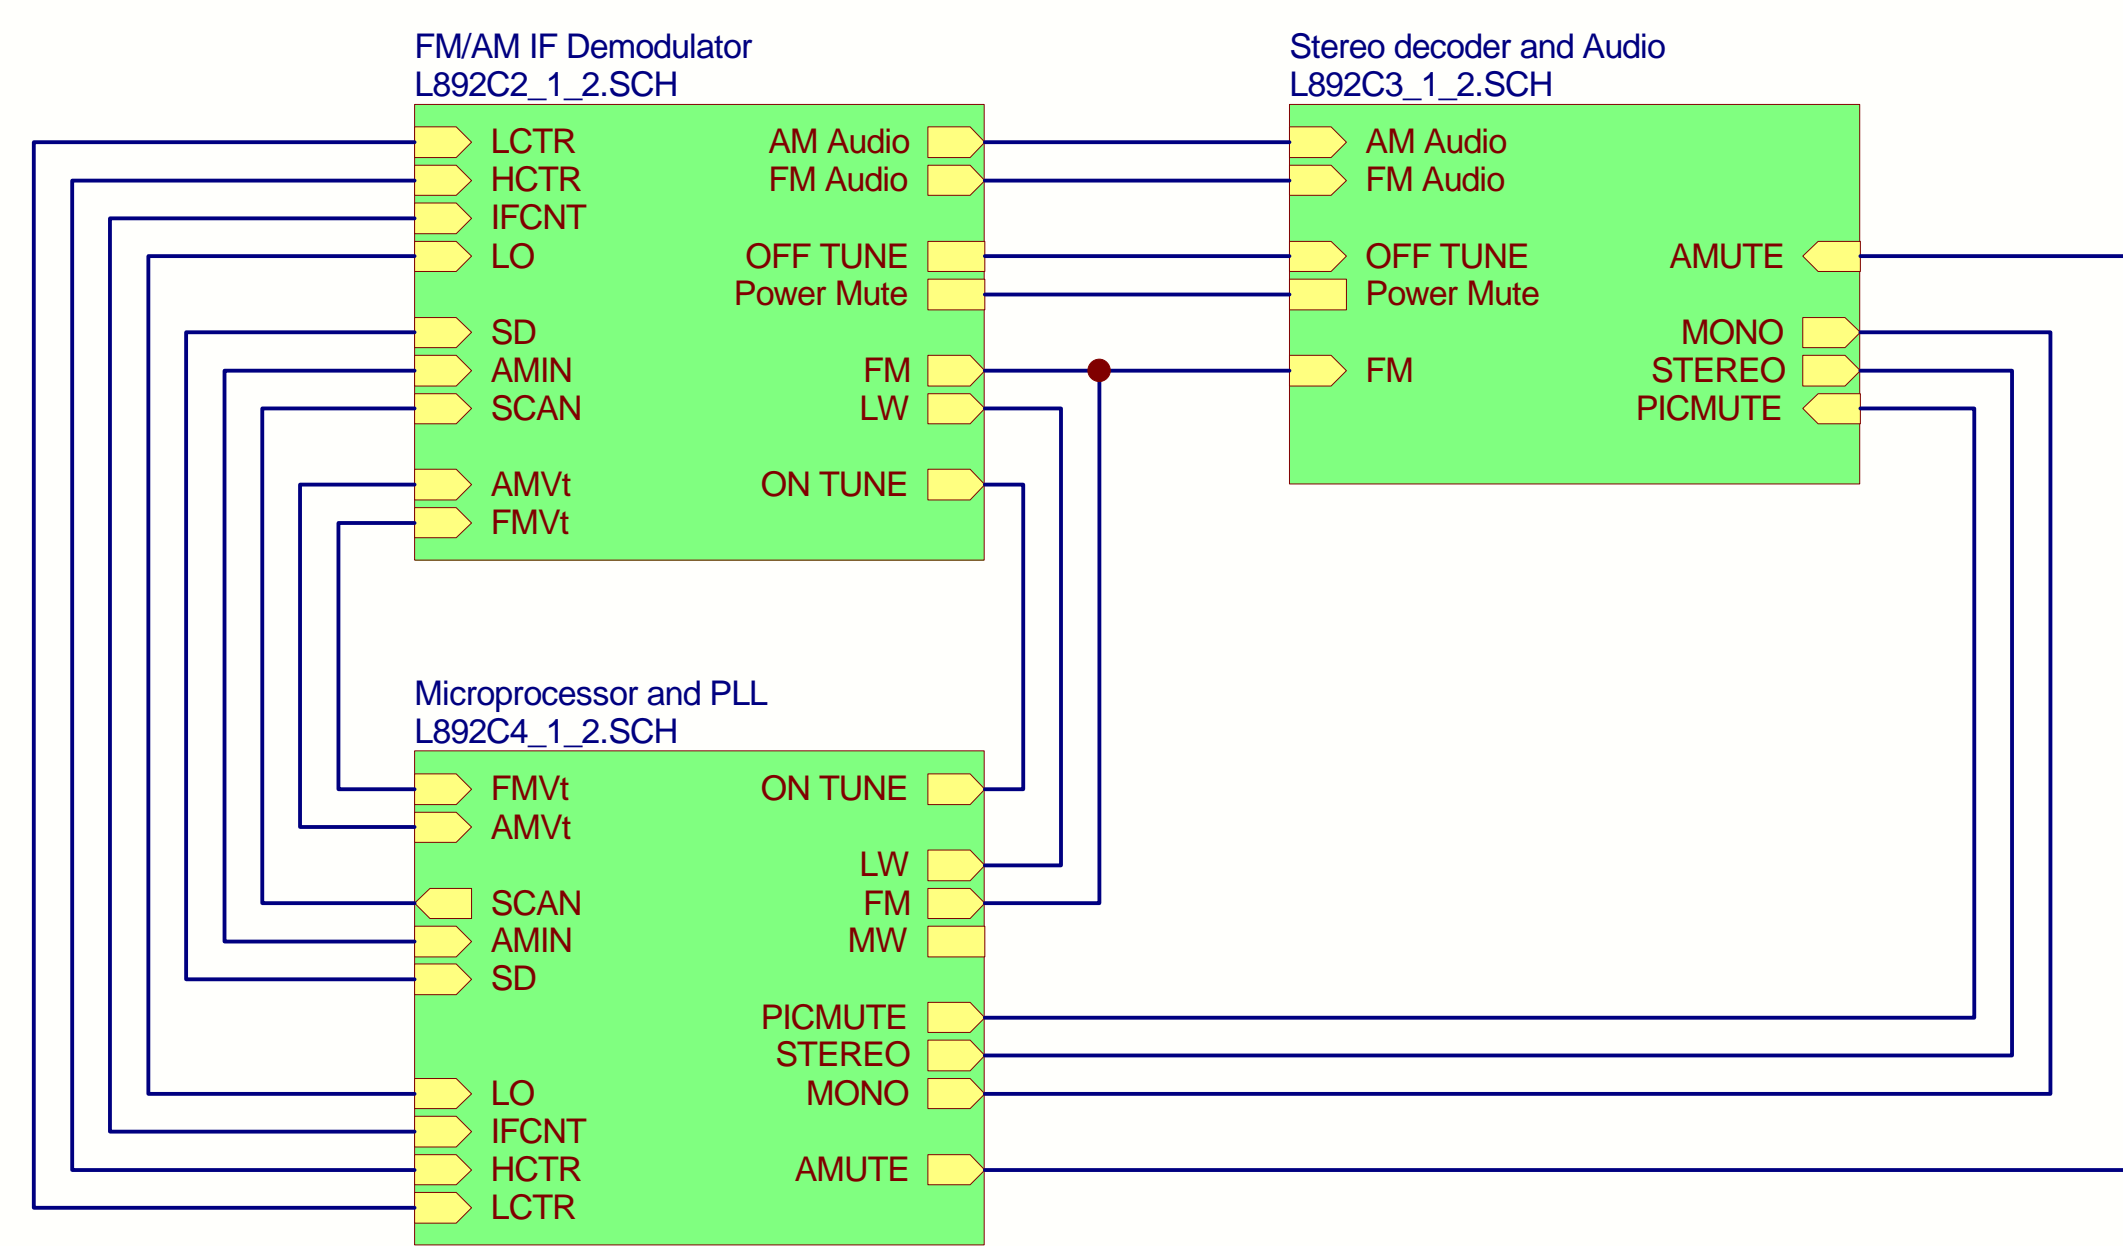 FM/AM IF Demodulator
L892C2_1_2.SCH
LCTR
HCTR
IFCNT
LO
SD
AMIN
SCAN
AMVt
FMVt
AM Audio
FM Audio
OFF TUNE
Power Mute
FM
LW
ON TUNE
Stereo decoder and Audio
L892C3_1_2.SCH
AM Audio
FM Audio
OFF TUNE
Power Mute
FM
AMUTE
MONO
STEREO
PICMUTE
Microprocessor and PLL
L892C4_1_2.SCH
FMVt
AMVt
SCAN
AMIN
SD
LO
IFCNT
HCTR
LCTR
ON TUNE
LW
FM
MW
PICMUTE
STEREO
MONO
AMUTE